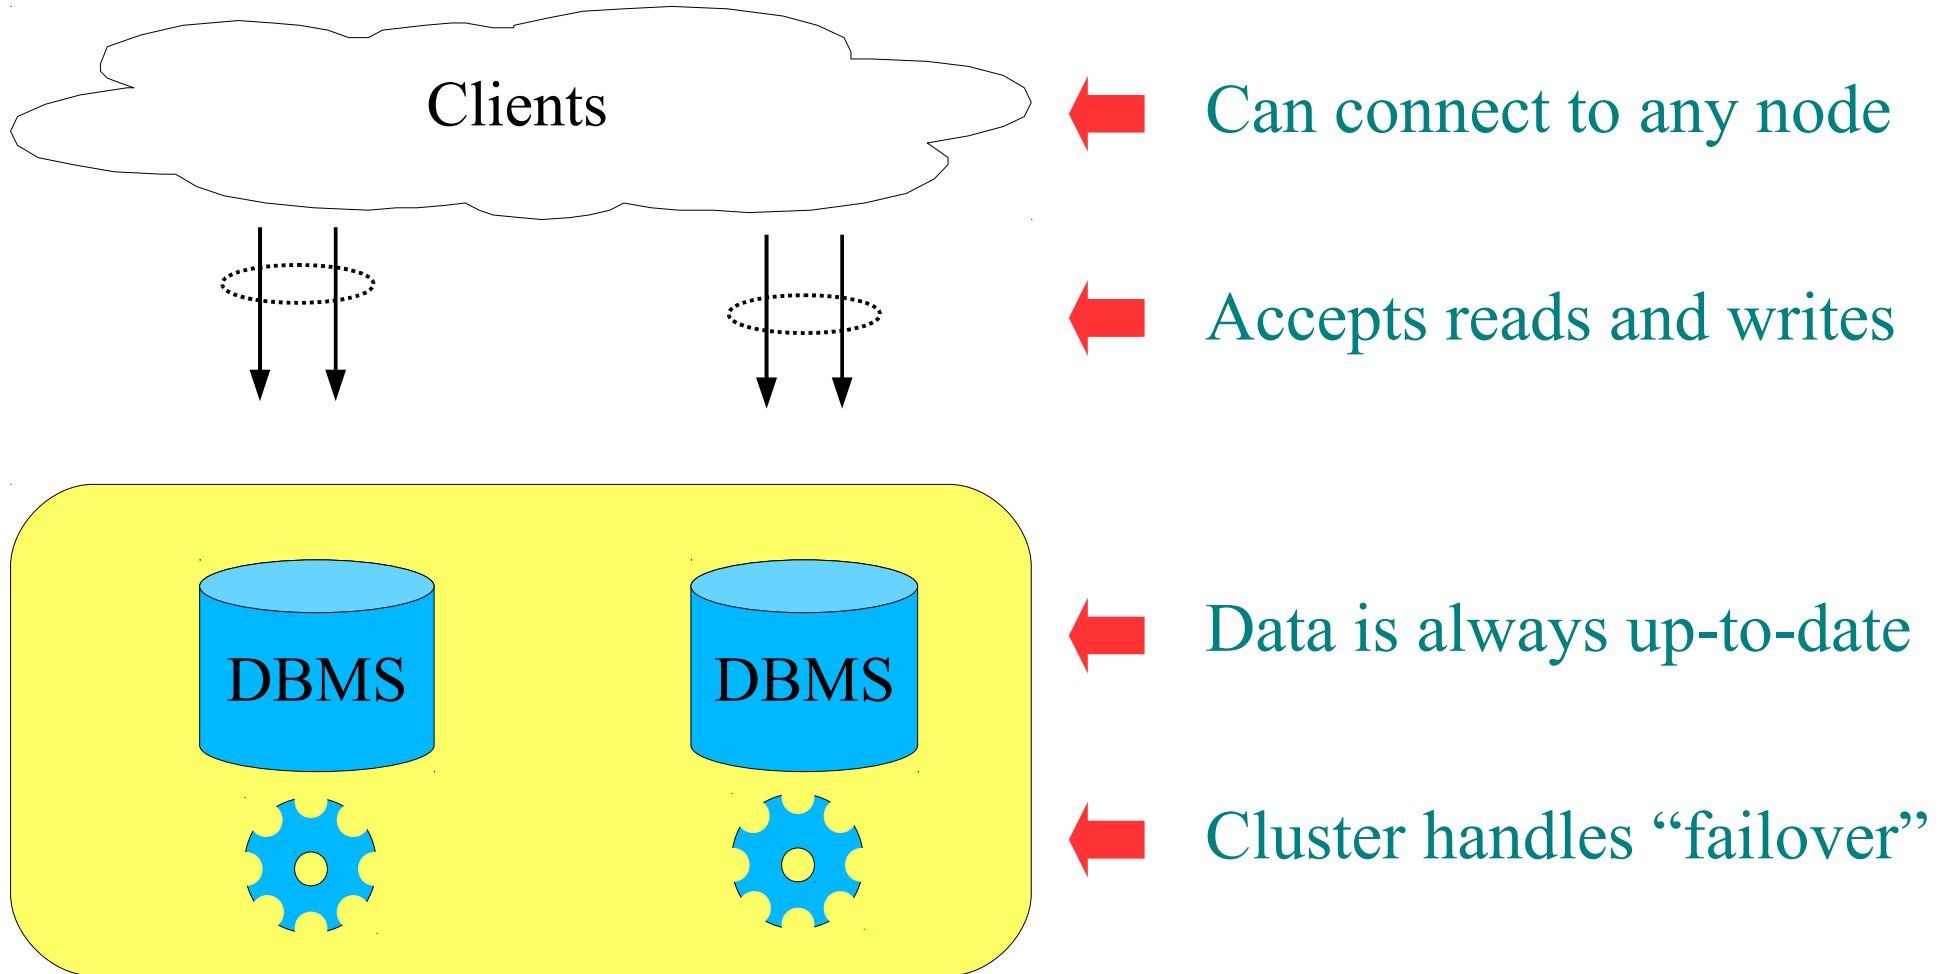 Clients
Can connect to any node
Accepts reads and writes
DBMS
DBMS
Data is always up-to-date
Cluster handles “failover”